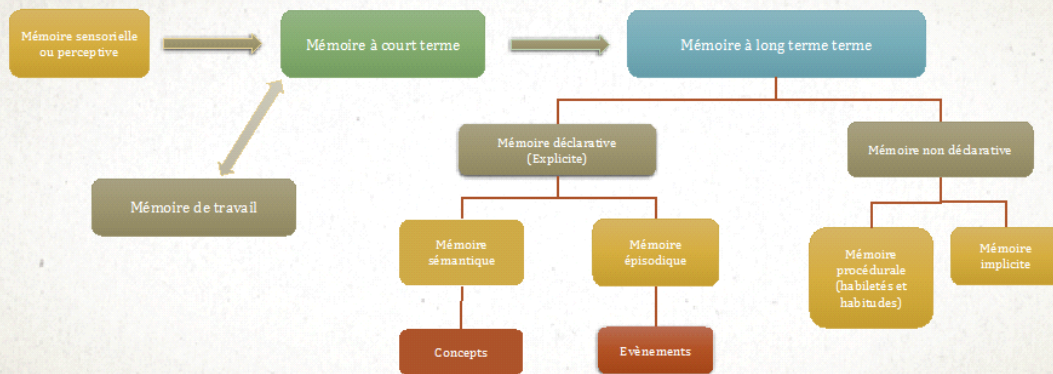 Mémoire sensorielle
ou perceptive
Mémoire à court terme
Mémoire à long terme terme
Mémoire de travail
Mémoire déclarative
(Explicite)
Mémoire non déclarative
Mémoire
sémantique
Mémoire
épisodique
Mémoire
procédurale
(habiletés et
habitudes)
Mémoire
implicite
Concepts
Evènements